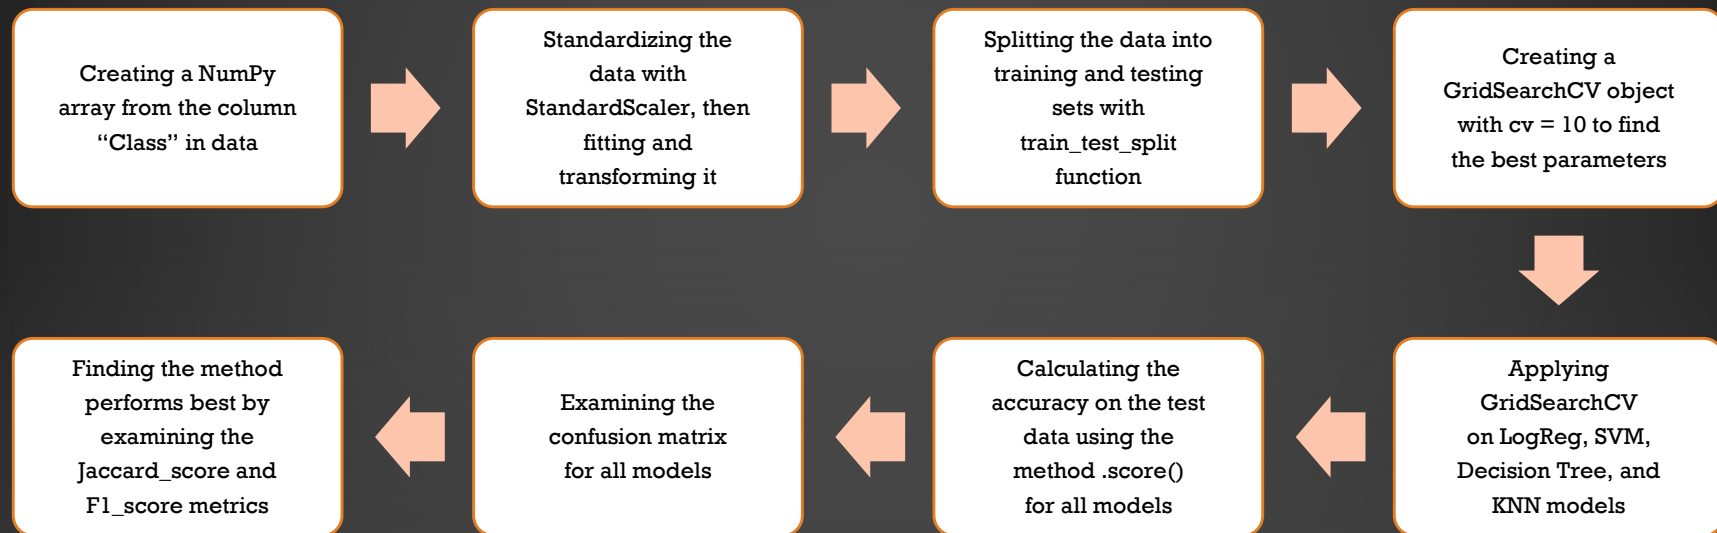 Creating a NumPy
array from the column
“Class” in data
Standardizing the
data with
StandardScaler, then
fitting and
transforming it
Splitting the data into
training and testing
sets with
train_test_split
function
Creating a
GridSearchCV object
with cv = 10 to find
the best parameters
Applying
GridSearchCV
on LogReg, SVM,
Decision Tree, and
KNN models
Calculating the
accuracy on the test
data using the
method .score()
for all models
Examining the
confusion matrix
for all models
Finding the method
performs best by
examining the
Jaccard_score and
F1_score metrics